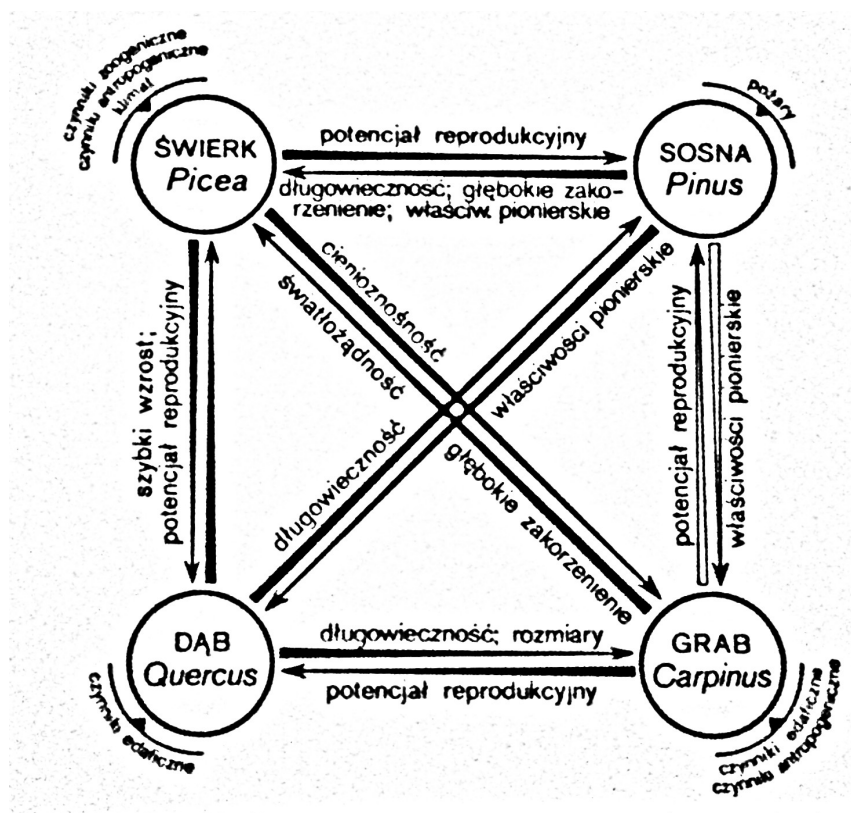 czynniki zoogeniczne
czynniki antropogeniczne
klimat
pożary
ŚWIERK
Picea
potencjał reprodukcyjny
SOSNA
Pinus
długowieczność; głębokie zako-
rzenienie; właściw. pionierskie
cienioznośność
światłożądność
właściwości pionierskie
szybki wzrost;
potencjał reprodukcyjny
potencjał reprodukcyjny
właściwości pionierskie
długowieczność
głębokie zakorzenienie
DĄB
Quercus
długowieczność; rozmiary
potencjał reprodukcyjny
GRAB
Carpinus
czynniki edaficzne
czynniki edaficzne
czynniki antropogeniczne